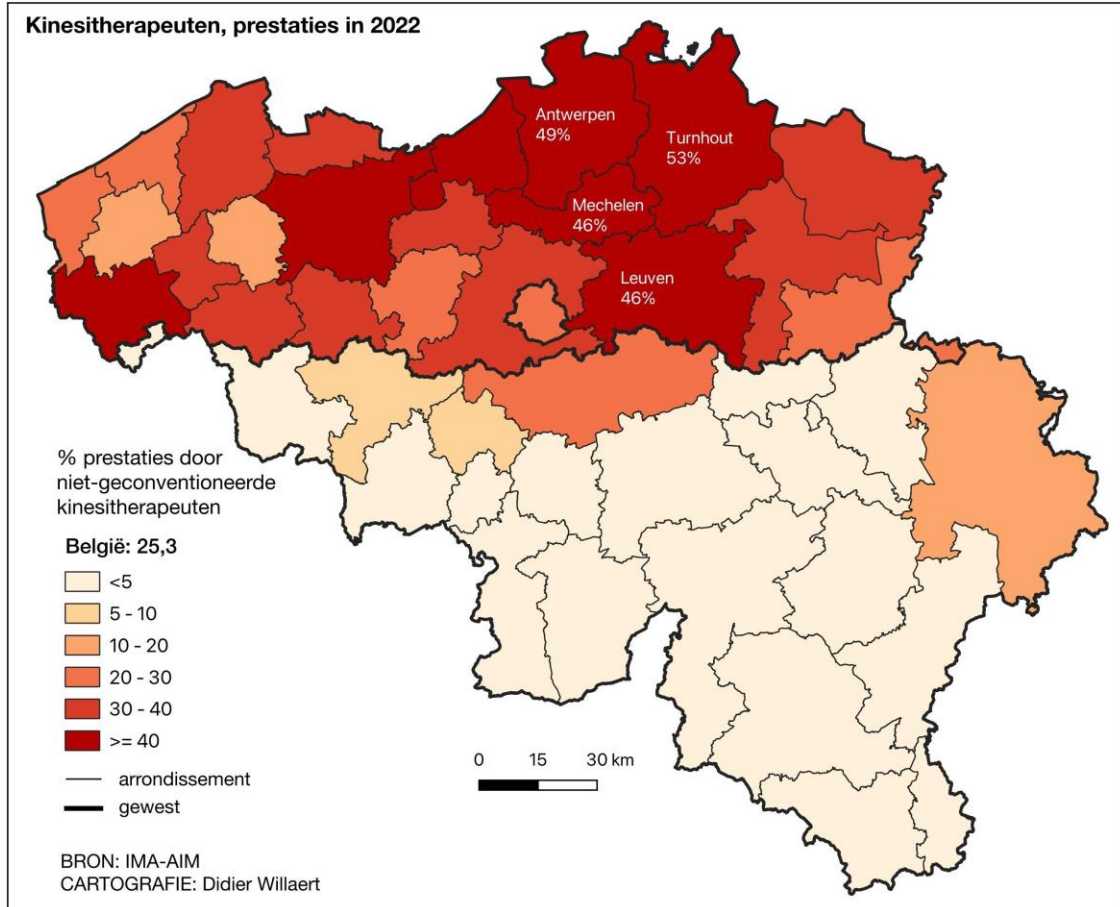 Kinesitherapeuten, prestaties in 2022
Antwerpen
49%
Turnhout
53%
Mechelen
46%
Leuven
46%
% prestaties door
niet-geconventioneerde
kinesitherapeuten
België: 25,3
<5
5 - 10
10 - 20
20 - 30
30 - 40
>= 40
arrondissement
gewest
0 15 30 km
BRON: IMA-AIM
CARTOGRAFIE: Didier Willaert